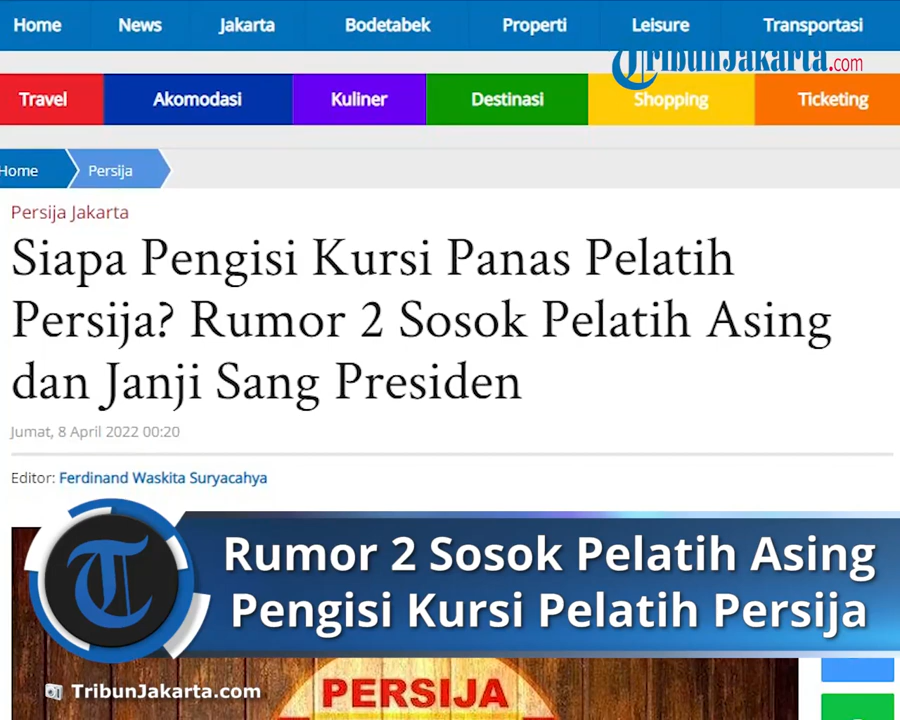 Home News Jakarta Bodetabek Properti Leisure Transportasi
TribunJakarta.com
Travel Akomodasi Kuliner Destinasi Shopping Ticketing
Home Persija
Persija Jakarta
Siapa Pengisi Kursi Panas Pelatih
Persija? Rumor 2 Sosok Pelatih Asing
dan Janji Sang Presiden
Jumat, 8 April 2022 00:20
Editor: Ferdinand Waskita Suryacahya
Rumor 2 Sosok Pelatih Asing
Pengisi Kursi Pelatih Persija
TribunJakarta.com
PERSIJA